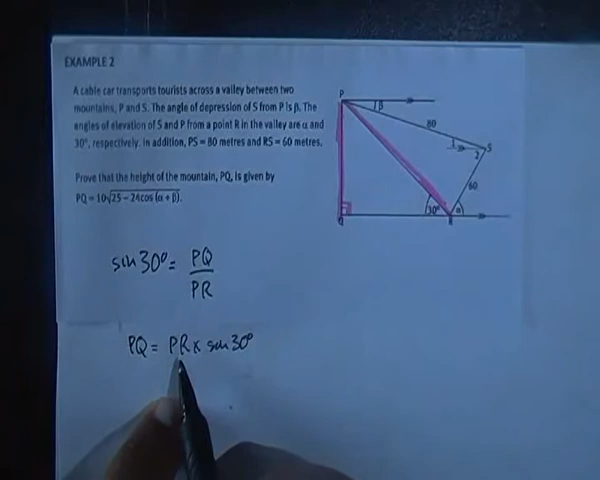 EXAMPLE 2
A cable car transports tourists across a valley between two
mountains, P and S. The angle of depression of S from P is β. The
angles of elevation of S and P from a point R in the valley are α and
30°, respectively. In addition, PS = 80 metres and RS = 60 metres.
Prove that the height of the mountain, PQ, is given by
PQ = 10√25 − 24cos (α + β).
P
β
80
1
S
2
60
30°
α
Q
R
sin 30° = PQ
PR
PQ = PR × sin 30°